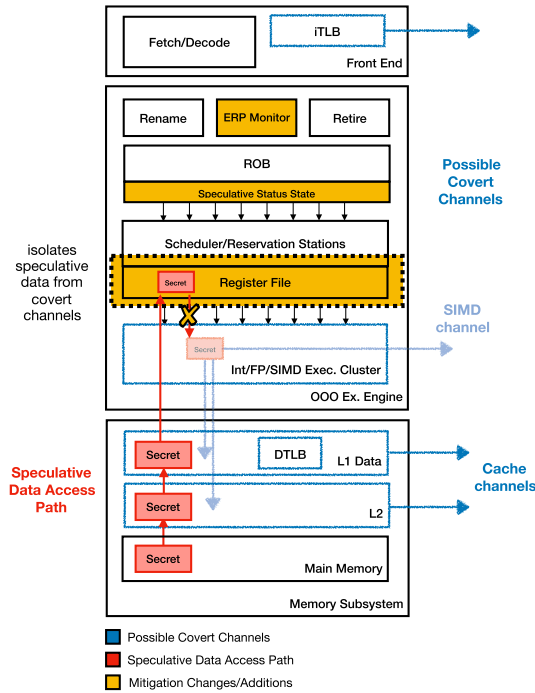 Fetch/Decode
iTLB
Front End
Rename
ERP Monitor
Retire
ROB
Speculative Status State
Possible
Covert
Channels
Scheduler/Reservation Stations
isolates
speculative
data from
covert
channels
Secret
Register File
X
SIMD
channel
Secret
Int/FP/SIMD Exec. Cluster
OOO Ex. Engine
Speculative
Data Access
Path
Secret
DTLB
L1 Data
Cache
channels
Secret
L2
Secret
Main Memory
Memory Subsystem
Possible Covert Channels
Speculative Data Access Path
Mitigation Changes/Additions